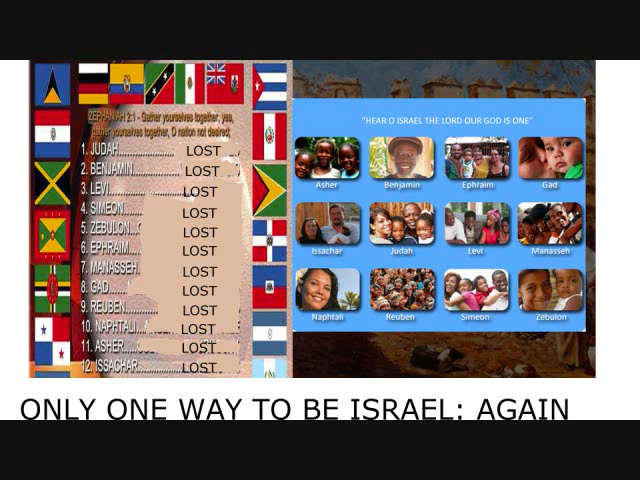 ZEPHANIAH 2:1 - Gather yourselves together, yea,
gather yourselves together, O nation not desired;
1. JUDAH........................ LOST
2. BENJAMIN.................. LOST
3. LEVI.......................... LOST
4. SIMEON........ LOST
5. ZEBULON... LOST
6. EPHRAIM..... LOST
7. MANASSEH. LOST
8. GAD........ LOST
9. REUBEN....... LOST
10. NAPHTALI... LOST
11. ASHER....... LOST
12. ISSACHAR................ LOST
"HEAR O ISRAEL THE LORD OUR GOD IS ONE"
Asher Benjamin Ephraim Gad
Issachar Judah Levi Manasseh
Naphtali Reuben Simeon Zebulon
ONLY ONE WAY TO BE ISRAEL: AGAIN